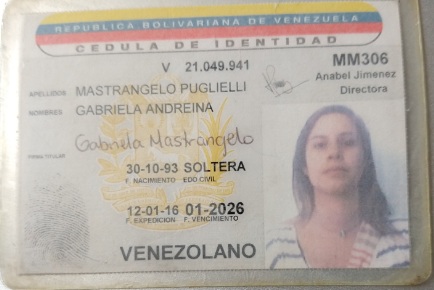 REPUBLICA BOLIVARIANA DE VENEZUELA
CEDULA DE IDENTIDAD
V 21.049.941
MM306
Anabel Jimenez
Directora
APELLIDOS MASTRANGELO PUGLIELLI
NOMBRES GABRIELA ANDREINA
Gabriela Mastrangelo
FIRMA TITULAR
30-10-93 SOLTERA
F. NACIMIENTO EDO CIVIL
12-01-16 01-2026
F. EXPEDICION F. VENCIMIENTO
VENEZOLANO